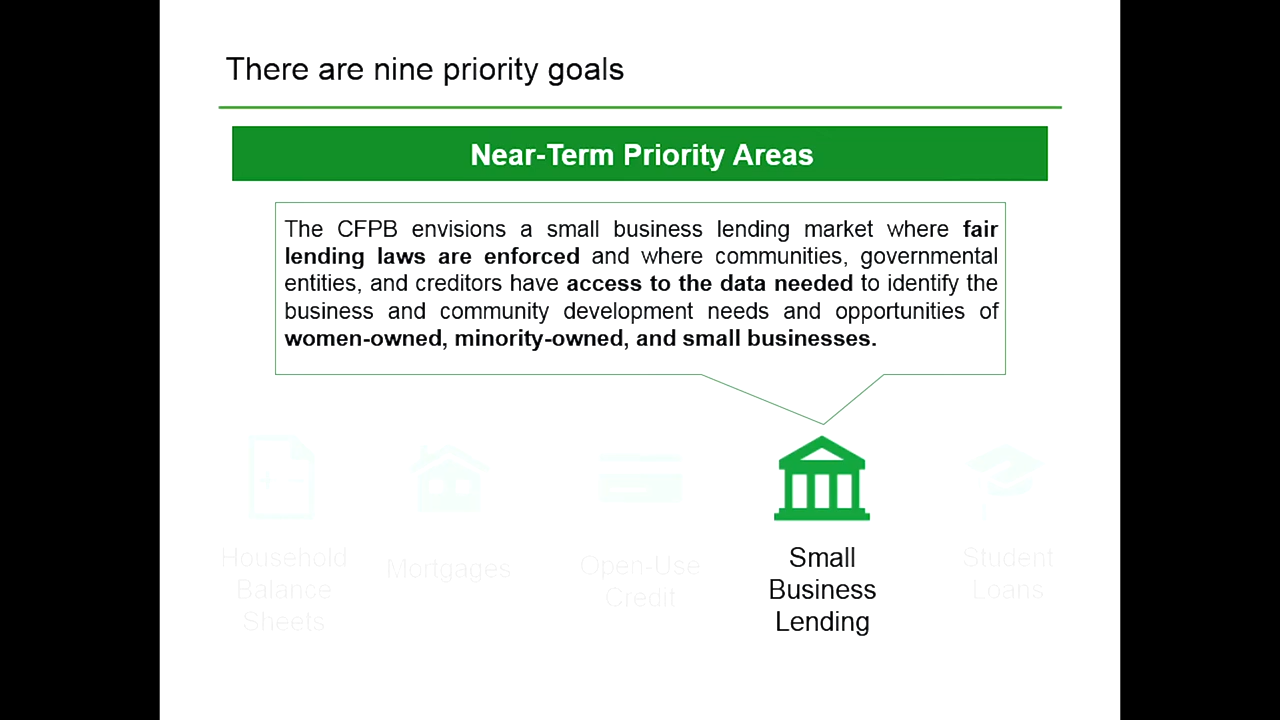 There are nine priority goals
Near-Term Priority Areas
The CFPB envisions a small business lending market where fair
lending laws are enforced and where communities, governmental
entities, and creditors have access to the data needed to identify the
business and community development needs and opportunities of
women-owned, minority-owned, and small businesses.
Household
Balance
Sheets
Mortgages
Open-Use
Credit
Small
Business
Lending
Student
Loans